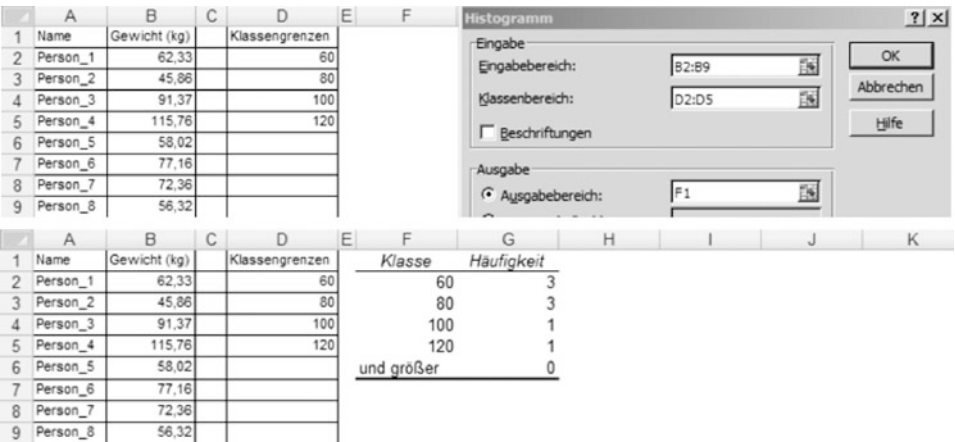 A B C D E F
1 Name Gewicht (kg) Klassengrenzen
2 Person_1 62,33 60
3 Person_2 45,86 80
4 Person_3 91,37 100
5 Person_4 115,76 120
6 Person_5 58,02
7 Person_6 77,16
8 Person_7 72,36
9 Person_8 56,32
Histogramm
Eingabe
Eingabebereich: B2:B9
Klassenbereich: D2:D5
Beschriftungen
Ausgabe
Ausgabebereich: F1
OK
Abbrechen
Hilfe
A B C D E F G H I J K
1 Name Gewicht (kg) Klassengrenzen Klasse Häufigkeit
2 Person_1 62,33 60 60 3
3 Person_2 45,86 80 80 3
4 Person_3 91,37 100 100 1
5 Person_4 115,76 120 120 1
6 Person_5 58,02 und größer 0
7 Person_6 77,16
8 Person_7 72,36
9 Person_8 56,32